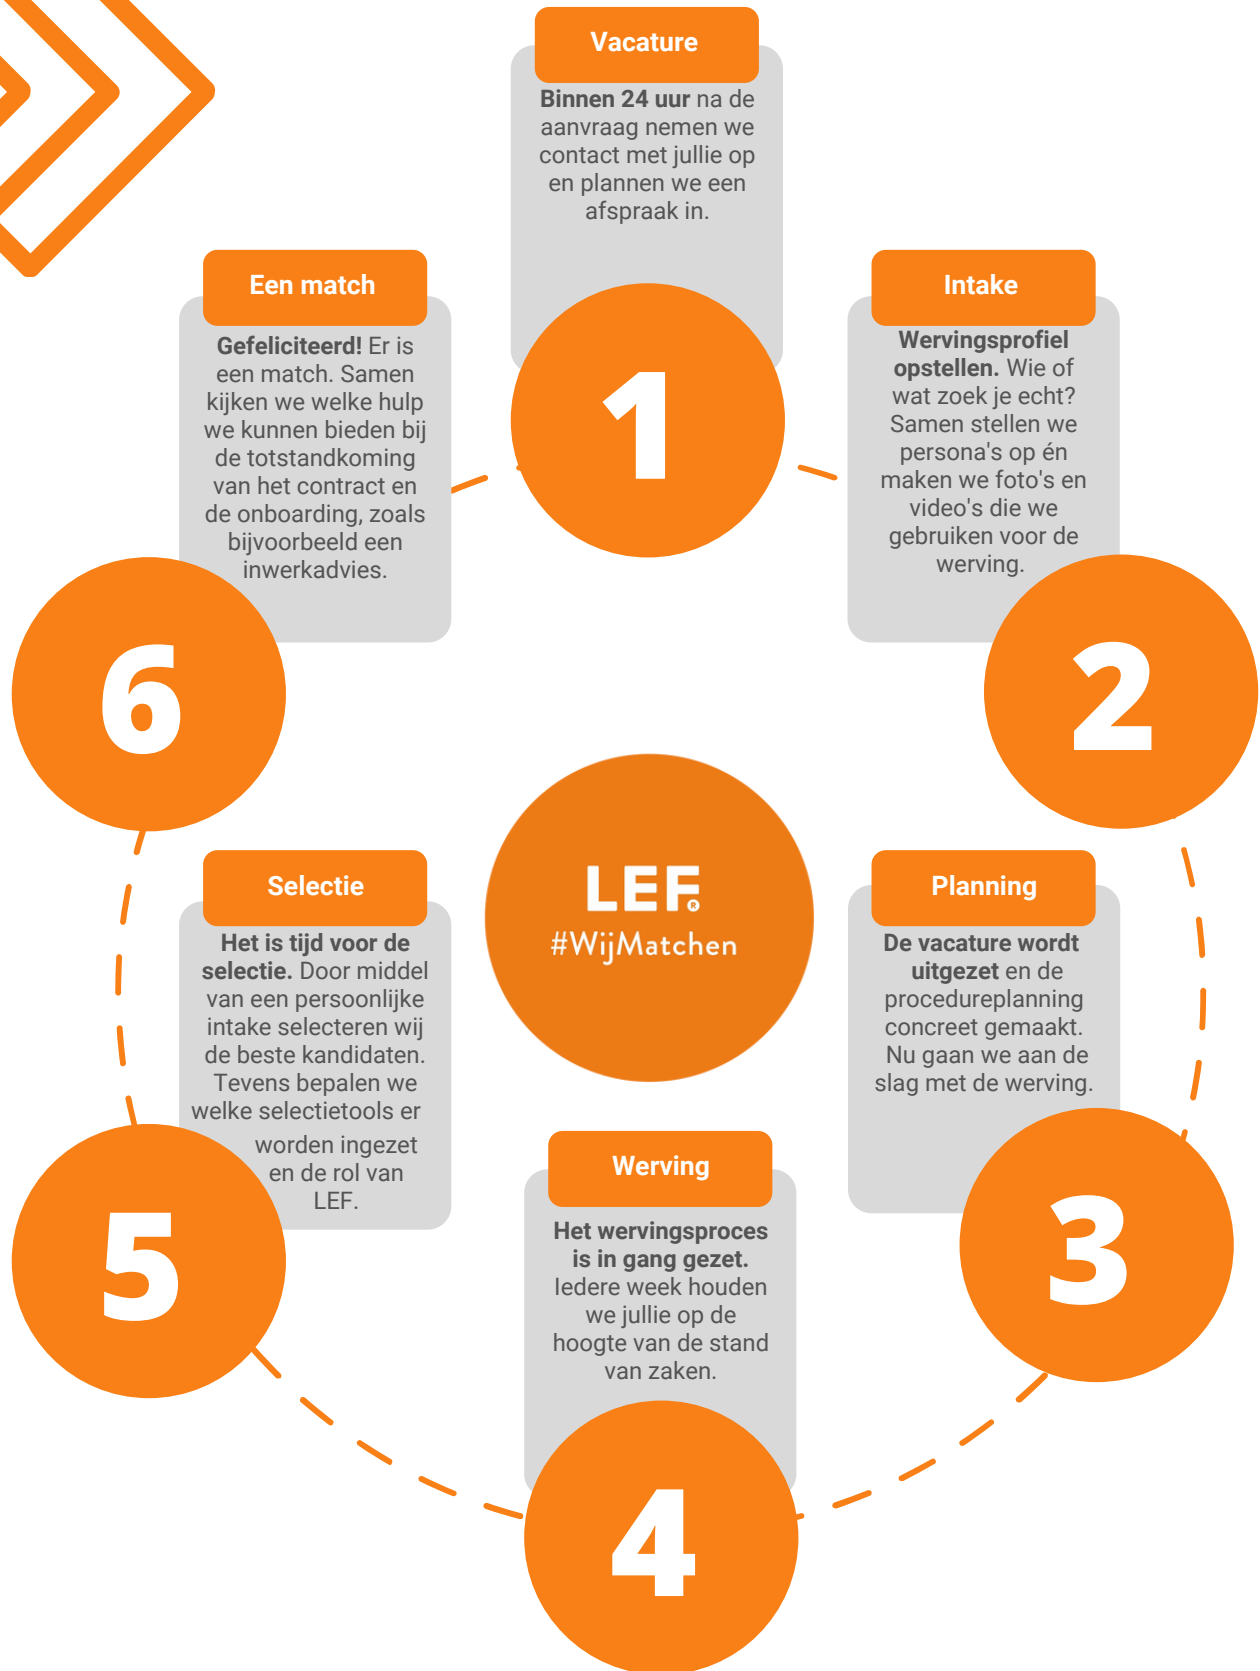 Vacature
Binnen 24 uur na de
aanvraag nemen we
contact met jullie op
en plannen we een
afspraak in.
1
Intake
Wervingsprofiel
opstellen. Wie of
wat zoek je echt?
Samen stellen we
persona's op én
maken we foto's en
video's die we
gebruiken voor de
werving.
2
Planning
De vacature wordt
uitgezet en de
procedureplanning
concreet gemaakt.
Nu gaan we aan de
slag met de werving.
3
Werving
Het wervingsproces
is in gang gezet.
Iedere week houden
we jullie op de
hoogte van de stand
van zaken.
4
Selectie
Het is tijd voor de
selectie. Door middel
van een persoonlijke
intake selecteren wij
de beste kandidaten.
Tevens bepalen we
welke selectietools er
worden ingezet
en de rol van
LEF.
5
Een match
Gefeliciteerd! Er is
een match. Samen
kijken we welke hulp
we kunnen bieden bij
de totstandkoming
van het contract en
de onboarding, zoals
bijvoorbeeld een
inwerkadvies.
6
LEF®
#WijMatchen